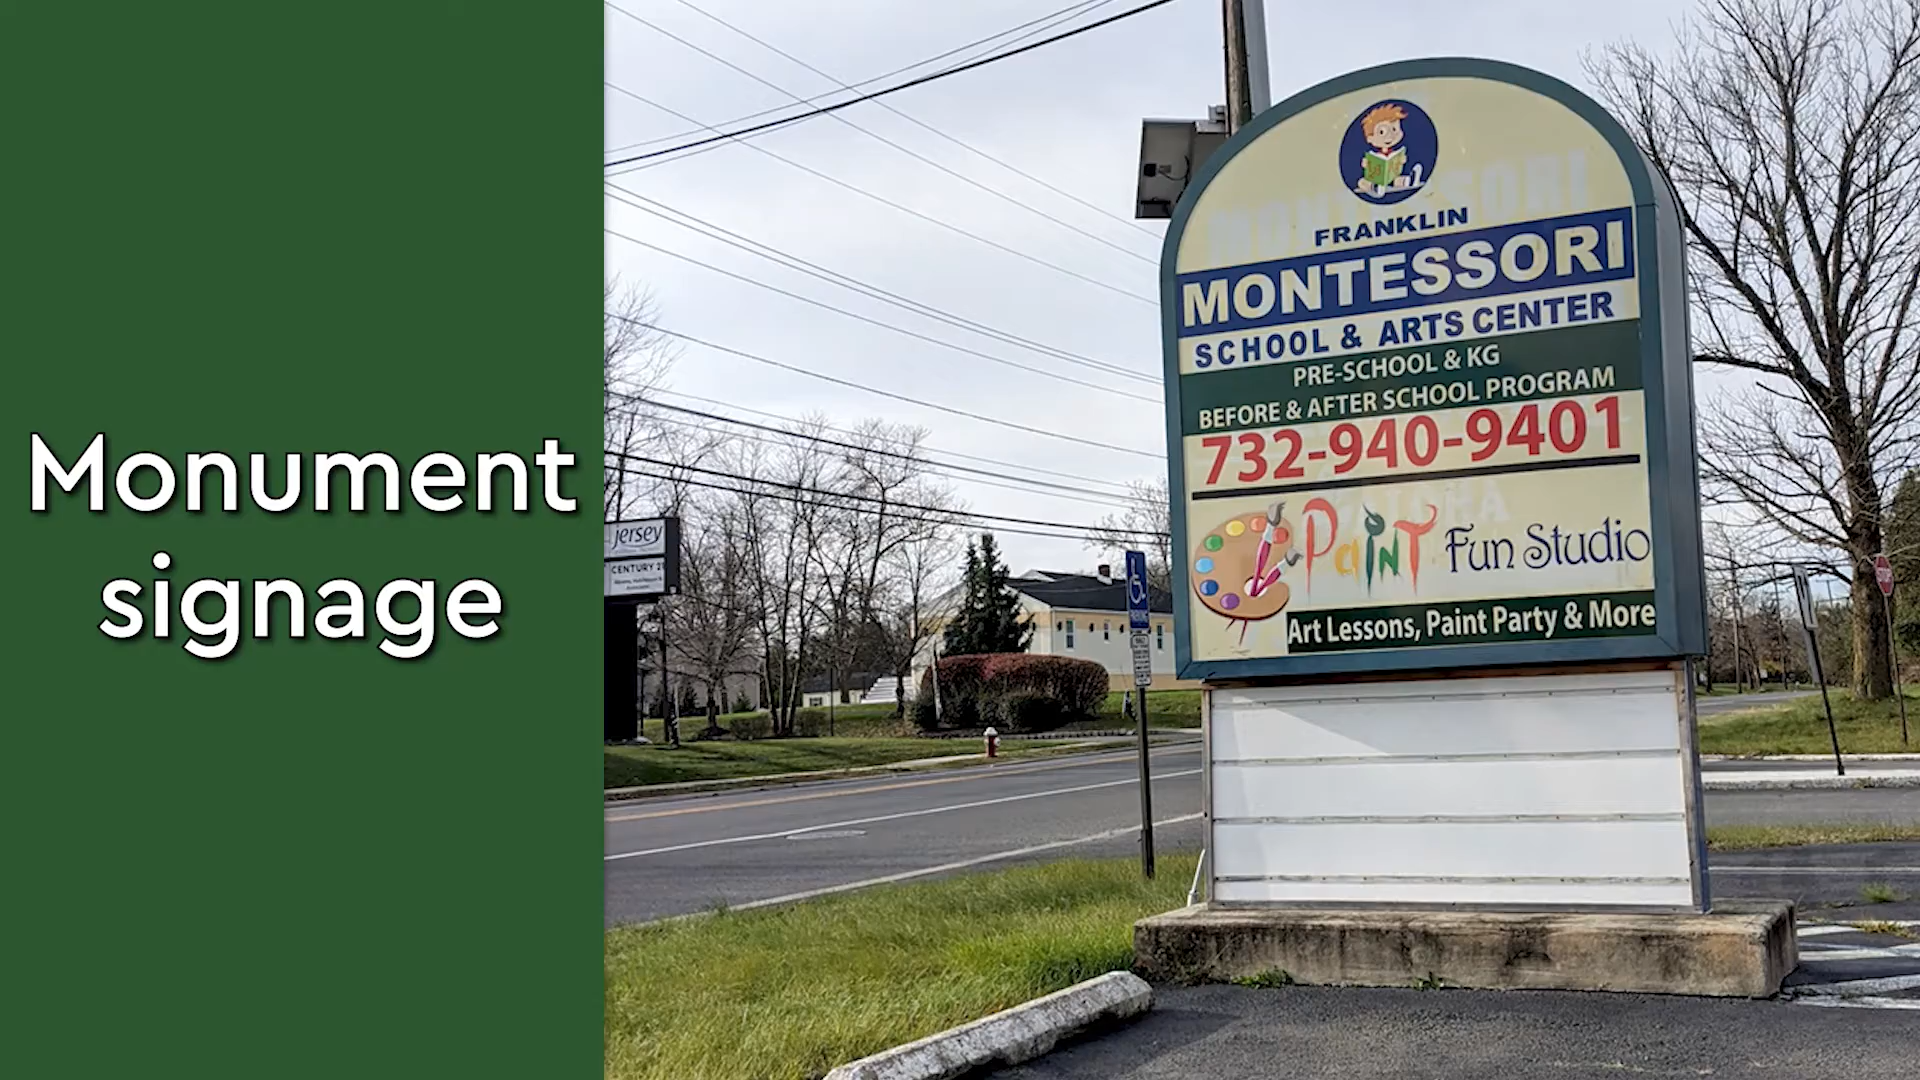 Monument
signage
FRANKLIN
MONTESSORI
SCHOOL & ARTS CENTER
PRE-SCHOOL & KG
BEFORE & AFTER SCHOOL PROGRAM
732-940-9401
Paint Fun Studio
Art Lessons, Paint Party & More
jersey
CENTURY 21
STOP